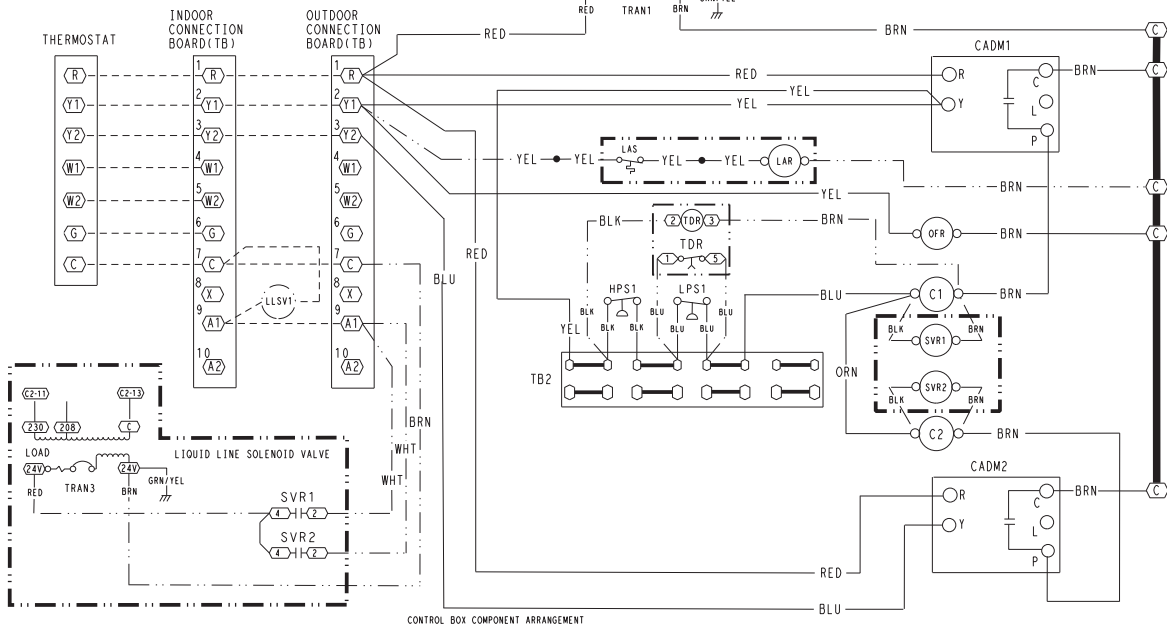 RED
TRAN1
BRN
INDOOR
CONNECTION
BOARD(TB)
OUTDOOR
CONNECTION
BOARD(TB)
THERMOSTAT
RED
BRN
C
CADM1
R
1
R
1
R
RED
R
C
BRN
C
YEL
Y1
2
Y1
2
Y1
YEL
Y
L
P
Y2
3
Y2
3
Y2
YEL
YEL
LAS
YEL
YEL
LAR
W1
4
W1
4
W1
BRN
C
W2
5
W2
5
W2
YEL
BLK
2
TDR
3
BRN
G
6
G
6
G
OFR
BRN
C
RED
TDR
C
7
C
7
C
1
5
BLU
8
X
8
X
LLSV1
HPS1
LPS1
BLU
C1
BRN
9
A1
9
A1
BLK
BLK
BLU
BLU
BLU
YEL
BLK
BRN
SVR1
10
A2
10
A2
TB2
ORN
SVR2
BLK
BRN
C2-11
C2-13
230
208
C
BRN
C2
BRN
LOAD
LIQUID LINE SOLENOID VALVE
WHT
24V
24V
TRAN3
GRN/YEL
RED
BRN
WHT
CADM2
SVR1
4
2
R
C
BRN
C
Y
L
SVR2
4
2
P
RED
BLU
CONTROL BOX COMPONENT ARRANGEMENT